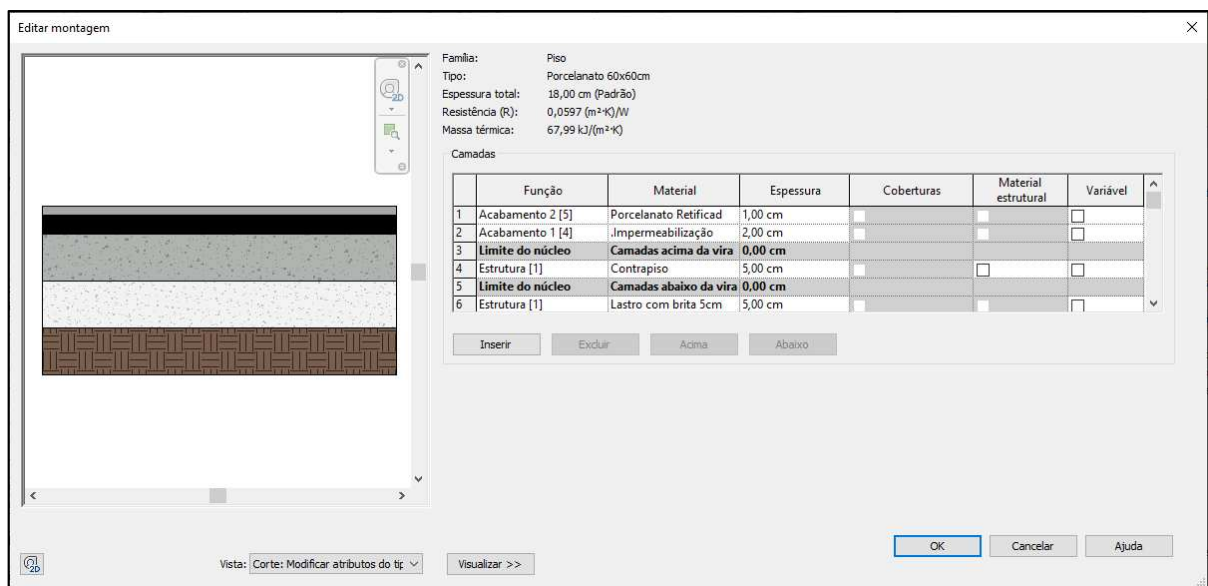 Editar montagem
Família: Piso
Tipo: Porcelanato 60x60cm
Espessura total: 18,00 cm (Padrão)
Resistência (R): 0,0597 (m²·K)/W
Massa térmica: 67,99 kJ/(m²·K)
Camadas
Função Material Espessura Coberturas Material estrutural Variável
1 Acabamento 2 [5] Porcelanato Retificad 1,00 cm
2 Acabamento 1 [4] .Impermeabilização 2,00 cm
3 Limite do núcleo Camadas acima da vira 0,00 cm
4 Estrutura [1] Contrapiso 5,00 cm
5 Limite do núcleo Camadas abaixo da vira 0,00 cm
6 Estrutura [1] Lastro com brita 5cm 5,00 cm
Inserir Excluir Acima Abaixo
OK Cancelar Ajuda
Vista: Corte: Modificar atributos do tip Visualizar >>
2D
2D